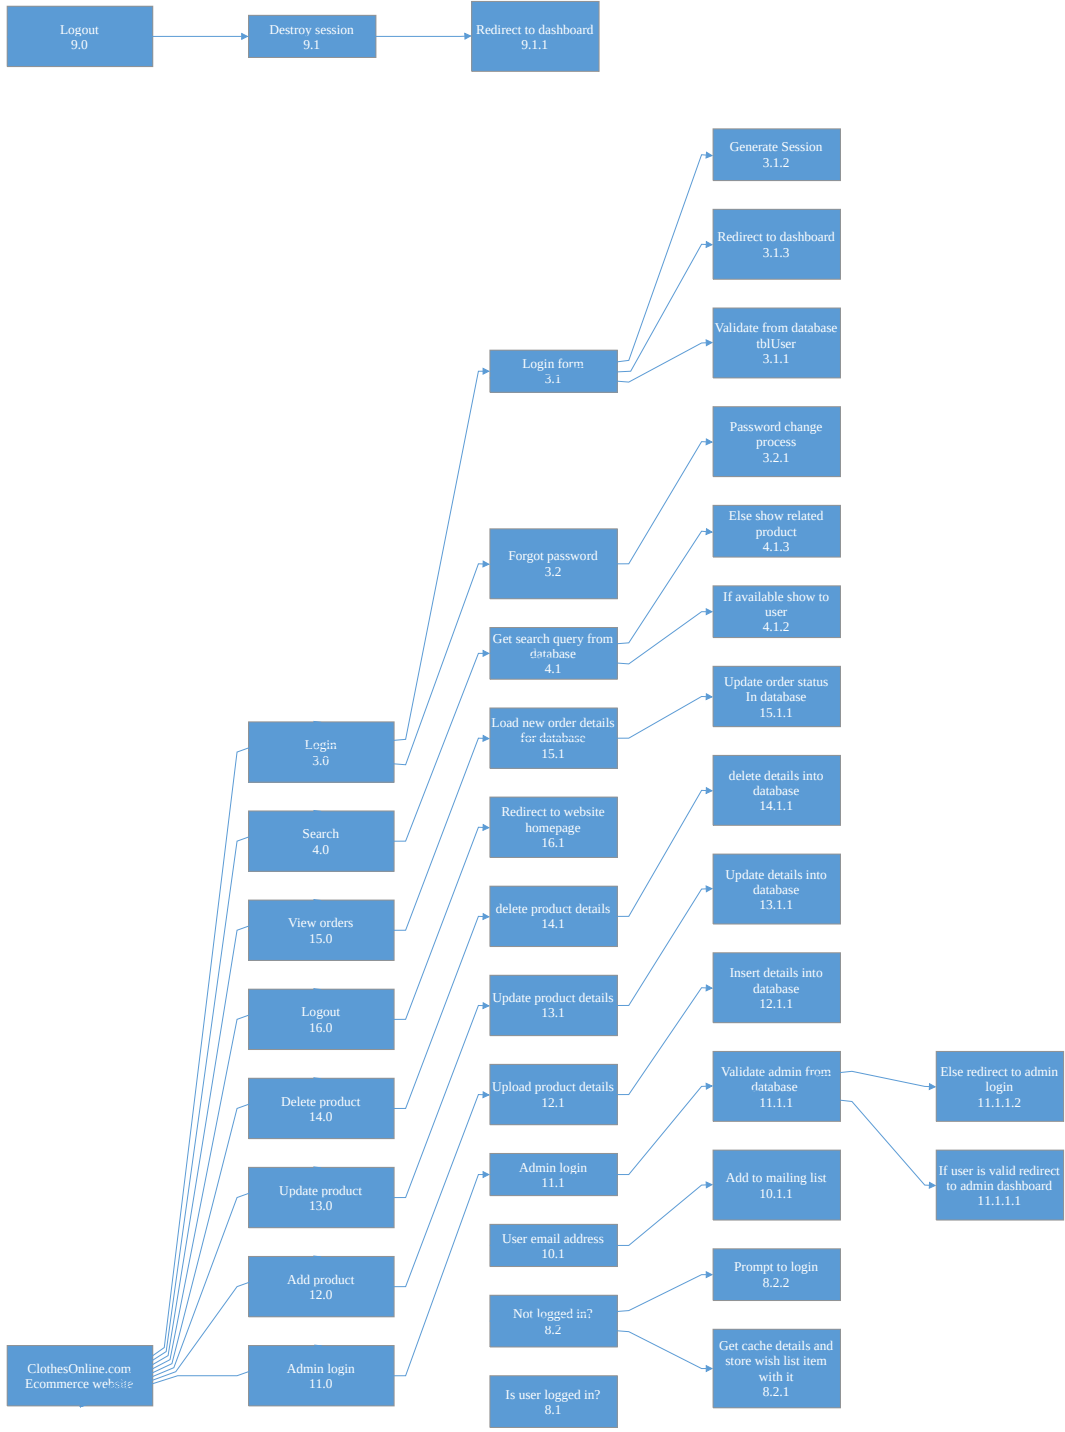 Logout
9.0
Destroy session
9.1
Redirect to dashboard
9.1.1
Generate Session
3.1.2
Redirect to dashboard
3.1.3
Validate from database
tblUser
3.1.1
Login form
3.1
Password change
process
3.2.1
Else show related
product
4.1.3
Forgot password
3.2
If available show to
user
4.1.2
Get search query from
database
4.1
Update order status
In database
15.1.1
Load new order details
for database
15.1
Login
3.0
delete details into
database
14.1.1
Redirect to website
homepage
16.1
Search
4.0
Update details into
database
13.1.1
delete product details
14.1
View orders
15.0
Insert details into
database
12.1.1
Update product details
13.1
Logout
16.0
Validate admin from
database
11.1.1
Else redirect to admin
login
11.1.1.2
Upload product details
12.1
Delete product
14.0
Add to mailing list
10.1.1
If user is valid redirect
to admin dashboard
11.1.1.1
Admin login
11.1
Update product
13.0
User email address
10.1
Prompt to login
8.2.2
Add product
12.0
Not logged in?
8.2
Get cache details and
store wish list item
with it
8.2.1
ClothesOnline.com
Ecommerce website
Admin login
11.0
Is user logged in?
8.1